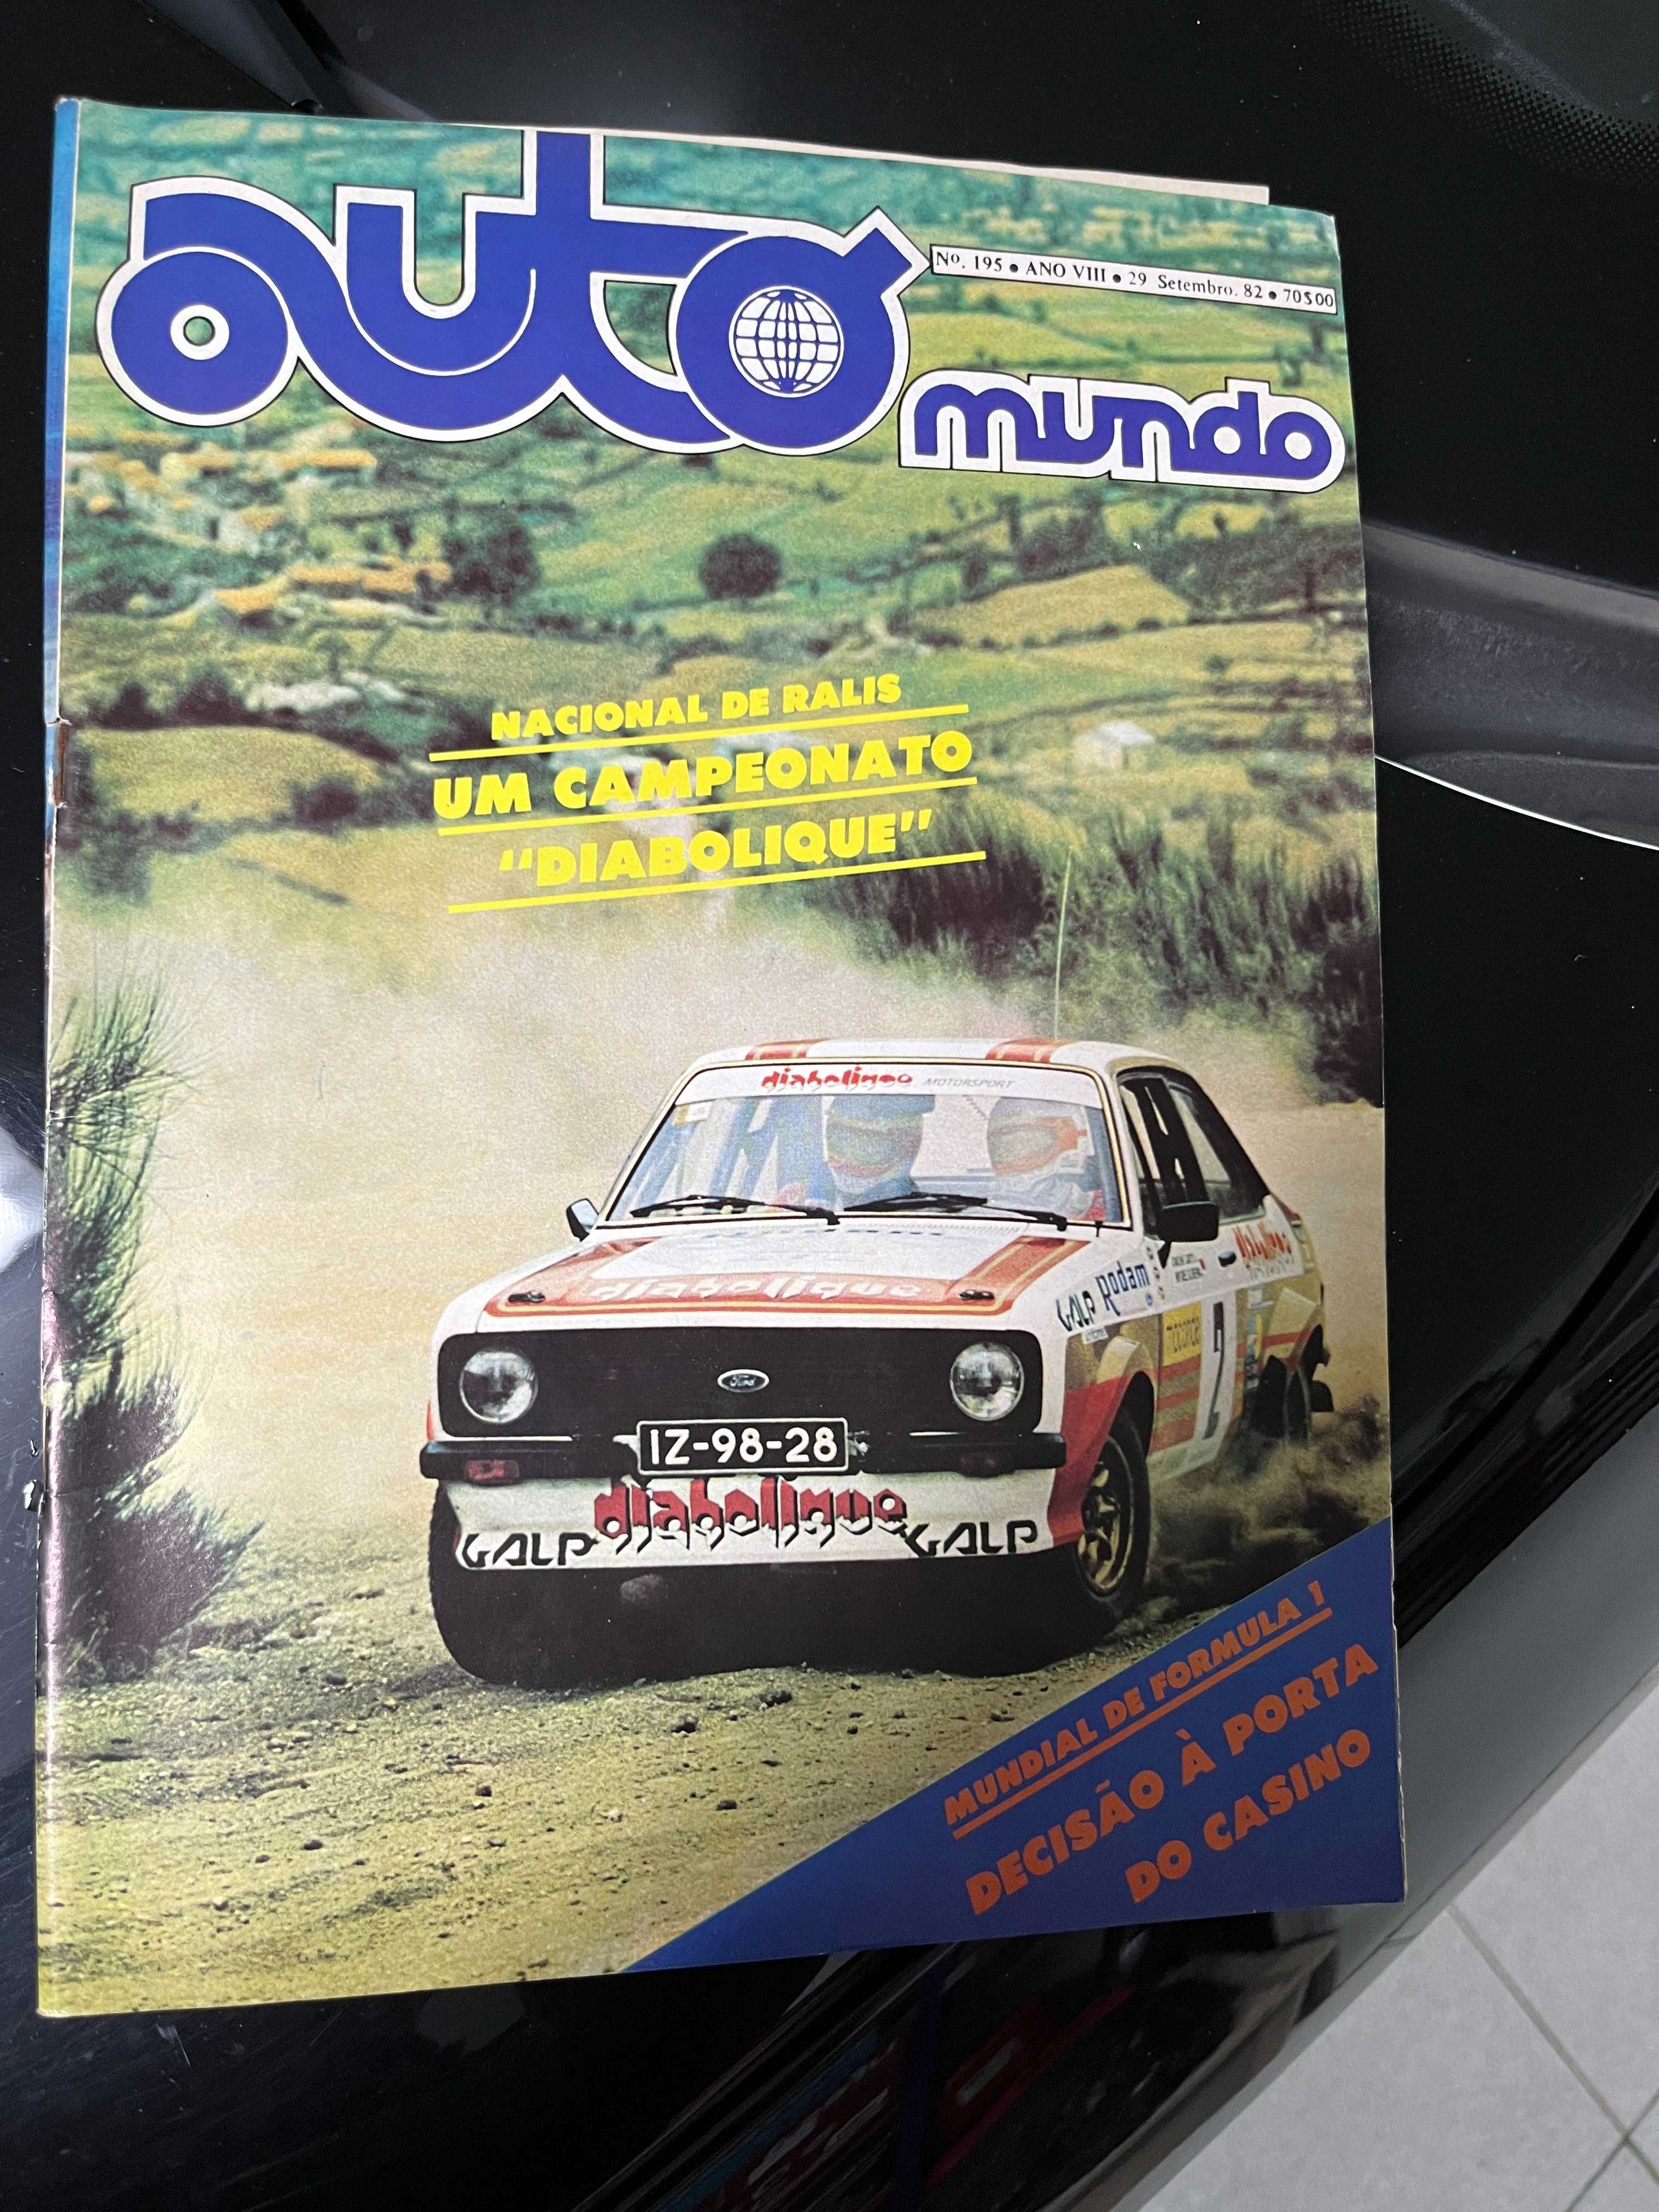 auto
Nº. 195 • ANO VIII • 29 Setembro. 82 • 70$00
mundo
NACIONAL DE RALIS
UM CAMPEONATO
"DIABOLIQUE"
diabolique MOTORSPORT
diabolique
GALP Rodam
diabolique
2
Ford
IZ-98-28
diabolique
GALP GALP
MUNDIAL DE FORMULA 1
DECISÃO À PORTA
DO CASINO